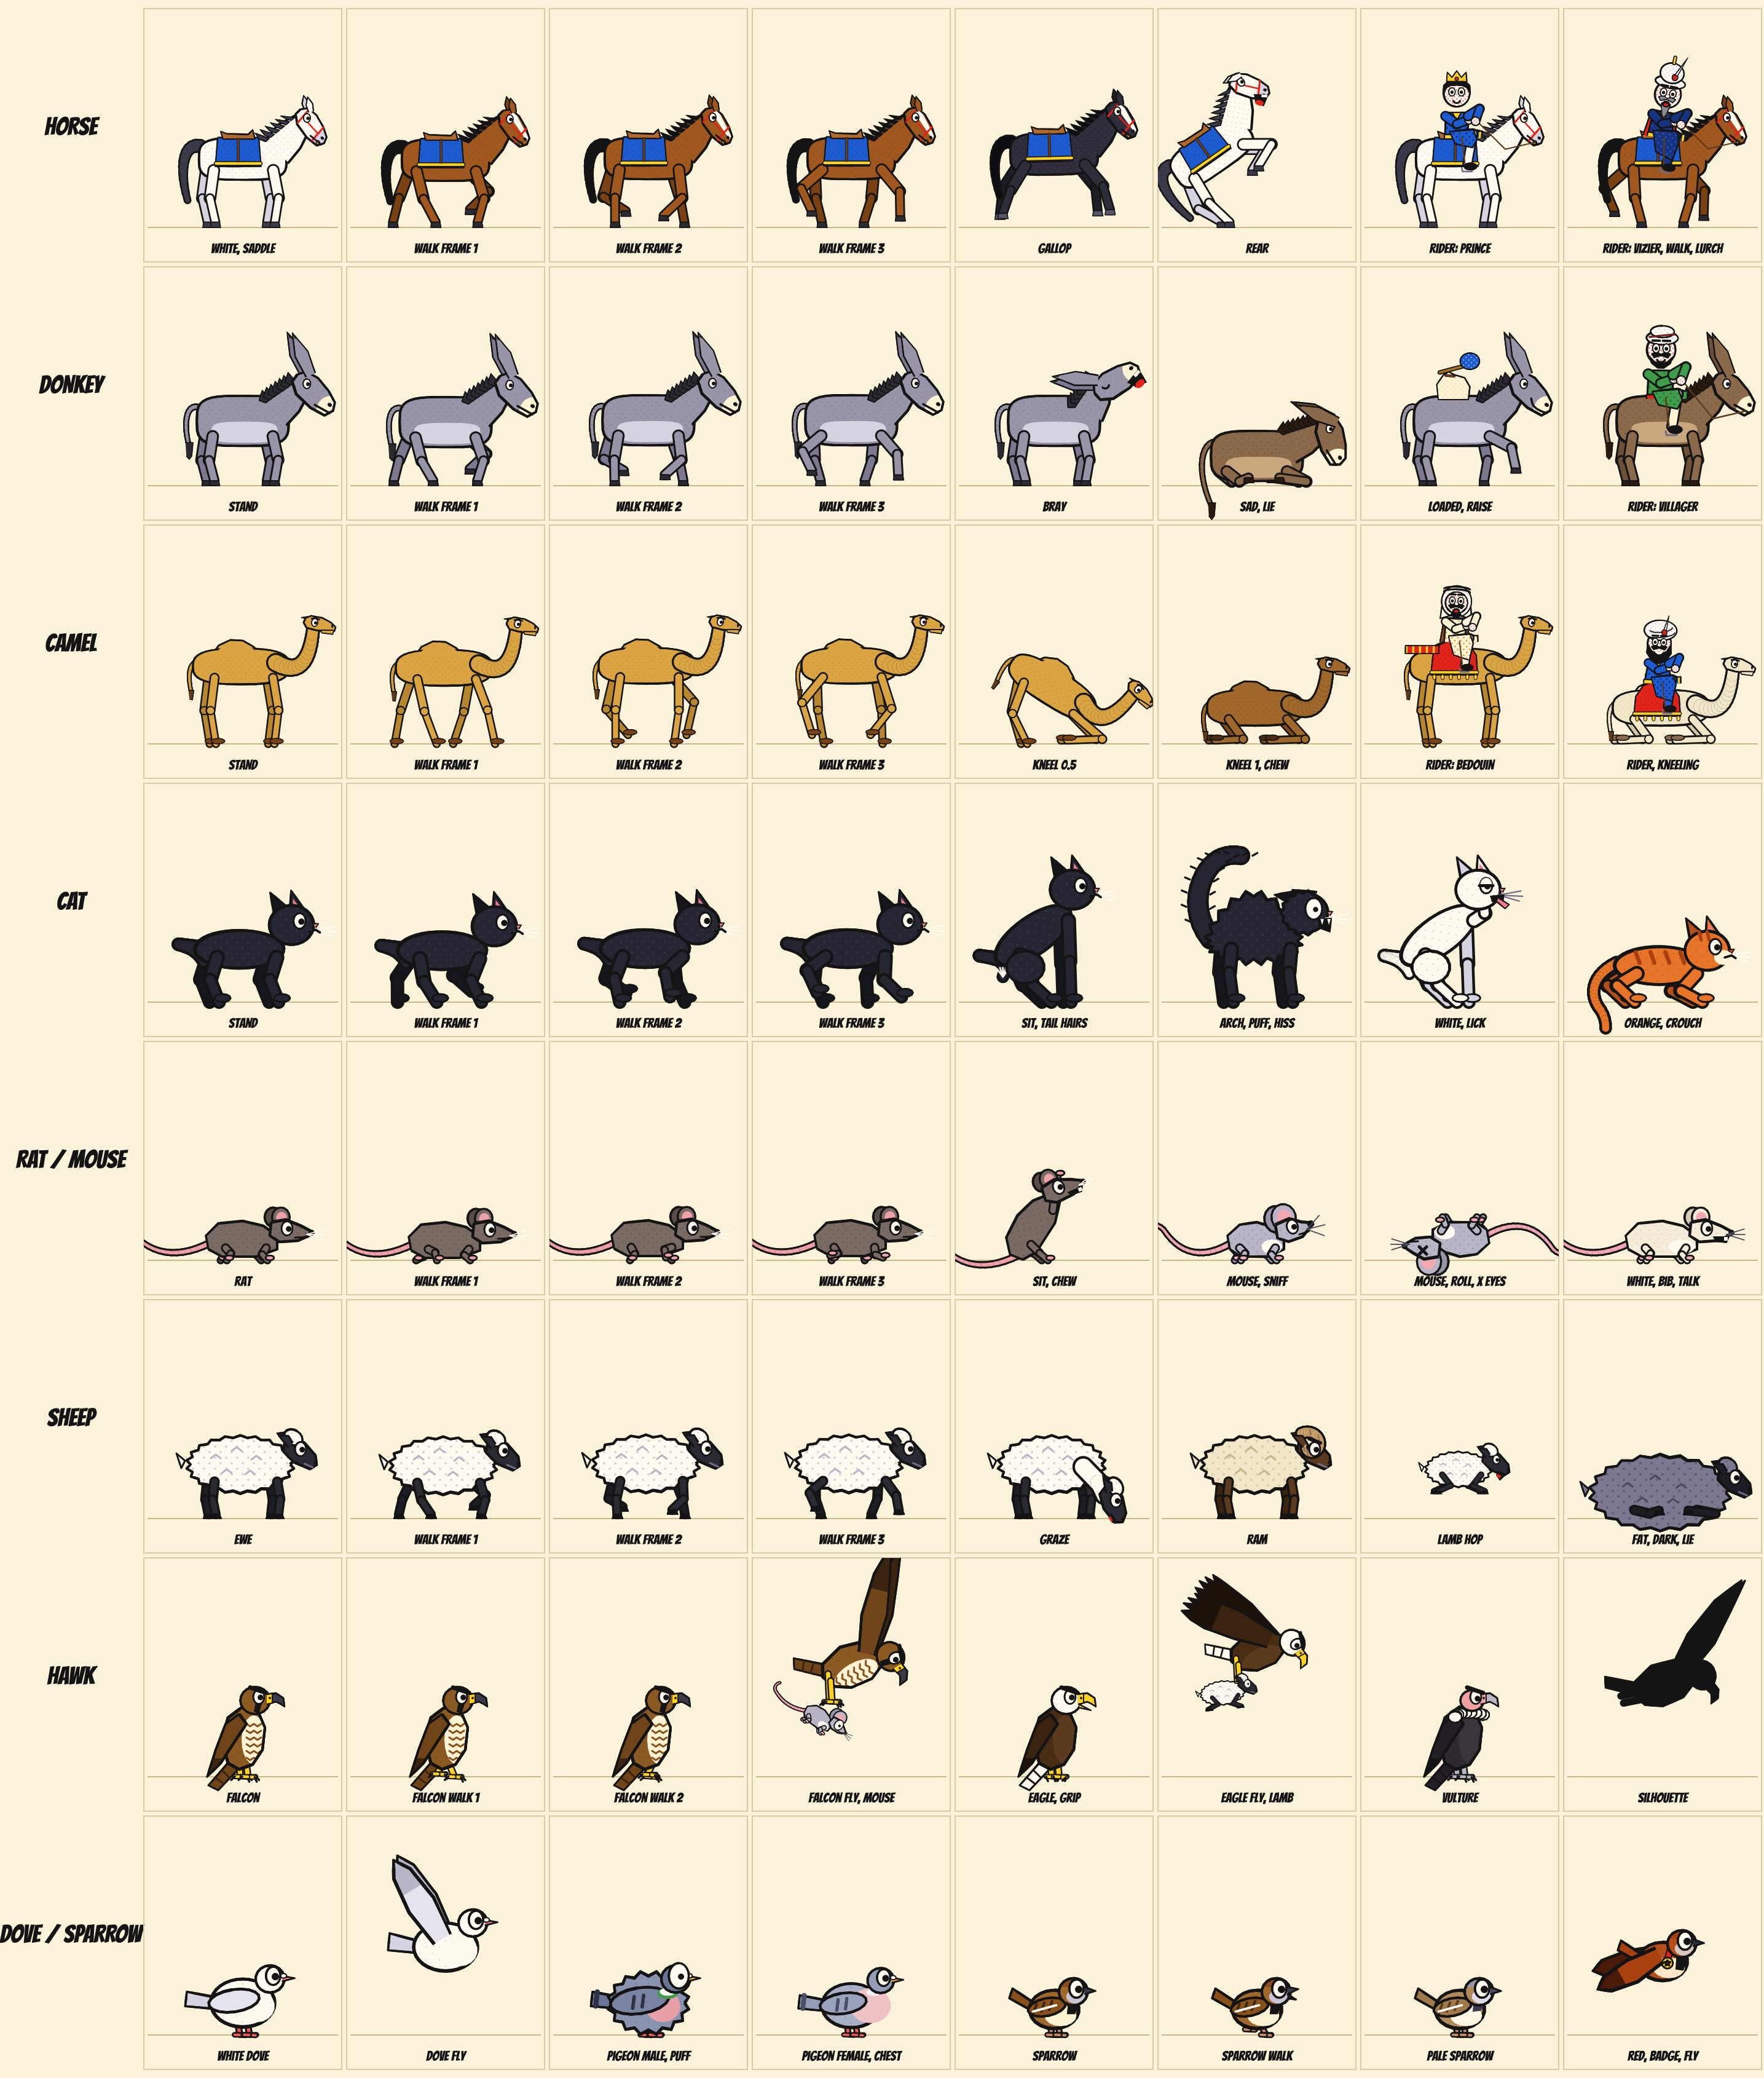 HORSE
WHITE, SADDLE
WALK FRAME 1
WALK FRAME 2
WALK FRAME 3
GALLOP
REAR
RIDER: PRINCE
RIDER: VIZIER, WALK, LURCH
DONKEY
STAND
WALK FRAME 1
WALK FRAME 2
WALK FRAME 3
BRAY
SAD, LIE
LOADED, RAISE
RIDER: VILLAGER
CAMEL
STAND
WALK FRAME 1
WALK FRAME 2
WALK FRAME 3
KNEEL 0.5
KNEEL 1, CHEW
RIDER: BEDOUIN
RIDER, KNEELING
CAT
STAND
WALK FRAME 1
WALK FRAME 2
WALK FRAME 3
SIT, TAIL HAIRS
ARCH, PUFF, HISS
WHITE, LICK
ORANGE, CROUCH
RAT / MOUSE
RAT
WALK FRAME 1
WALK FRAME 2
WALK FRAME 3
SIT, CHEW
MOUSE, SNIFF
MOUSE, ROLL, X EYES
WHITE, BIB, TALK
SHEEP
EWE
WALK FRAME 1
WALK FRAME 2
WALK FRAME 3
GRAZE
RAM
LAMB HOP
FAT, DARK, LIE
HAWK
FALCON
FALCON WALK 1
FALCON WALK 2
FALCON FLY, MOUSE
EAGLE, GRIP
EAGLE FLY, LAMB
VULTURE
SILHOUETTE
DOVE / SPARROW
WHITE DOVE
DOVE FLY
PIGEON MALE, PUFF
PIGEON FEMALE, CHEST
SPARROW
SPARROW WALK
PALE SPARROW
RED, BADGE, FLY